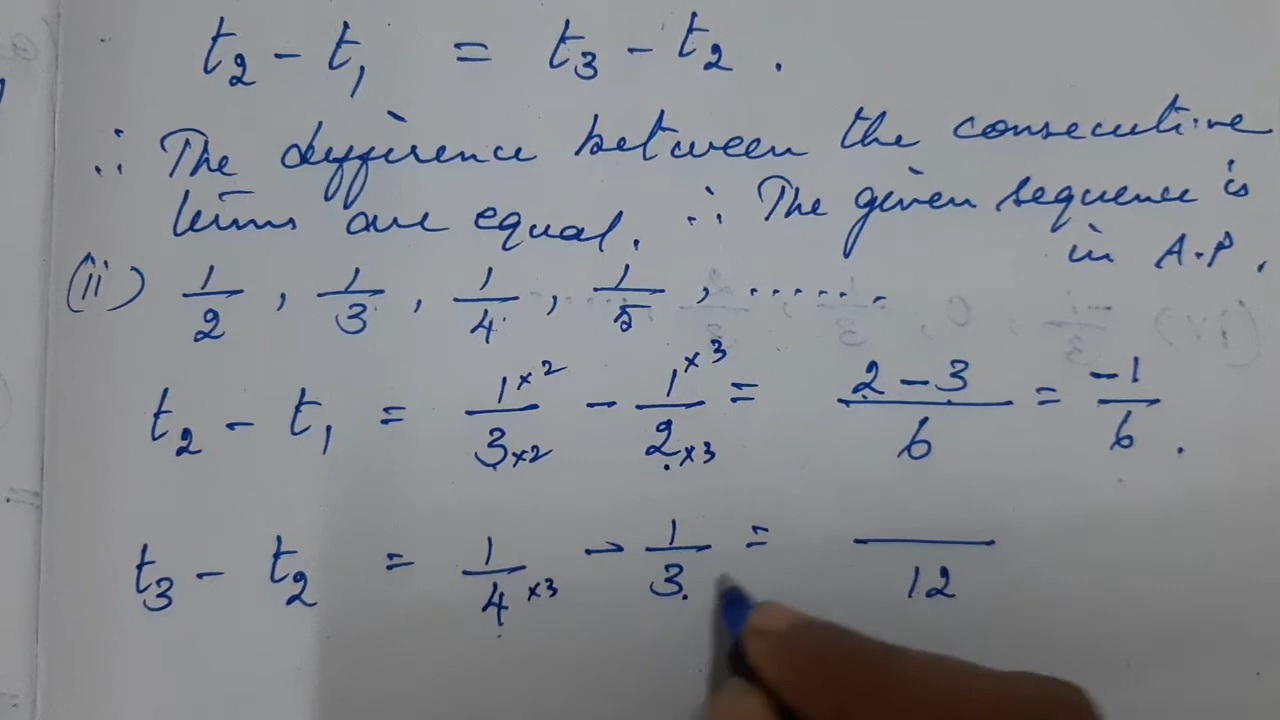 t₂ - t₁ = t₃ - t₂ .
∴ The difference between the consecutive
terms are equal. ∴ The given sequence is
in A.P.
(ii) 1/2 , 1/3 , 1/4 , 1/5 , ......
t₂ - t₁ = 1×2/3×2 - 1×3/2×3 = 2-3/6 = -1/6 .
t₃ - t₂ = 1/4×3 - 1/3 = /12